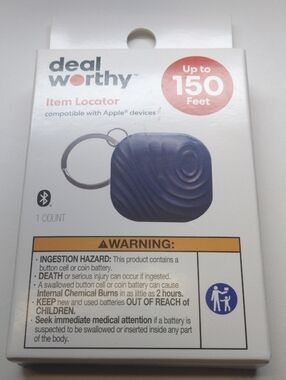 deal
worthy™
Up to
150
Feet
Item Locator
compatible with Apple® devices
1 COUNT
WARNING:
· INGESTION HAZARD: This product contains a
button cell or coin battery.
· DEATH or serious injury can occur if ingested.
· A swallowed button cell or coin battery can cause
Internal Chemical Burns in as little as 2 hours.
· KEEP new and used batteries OUT OF REACH of
CHILDREN.
· Seek immediate medical attention if a battery is
suspected to be swallowed or inserted inside any part
of the body.